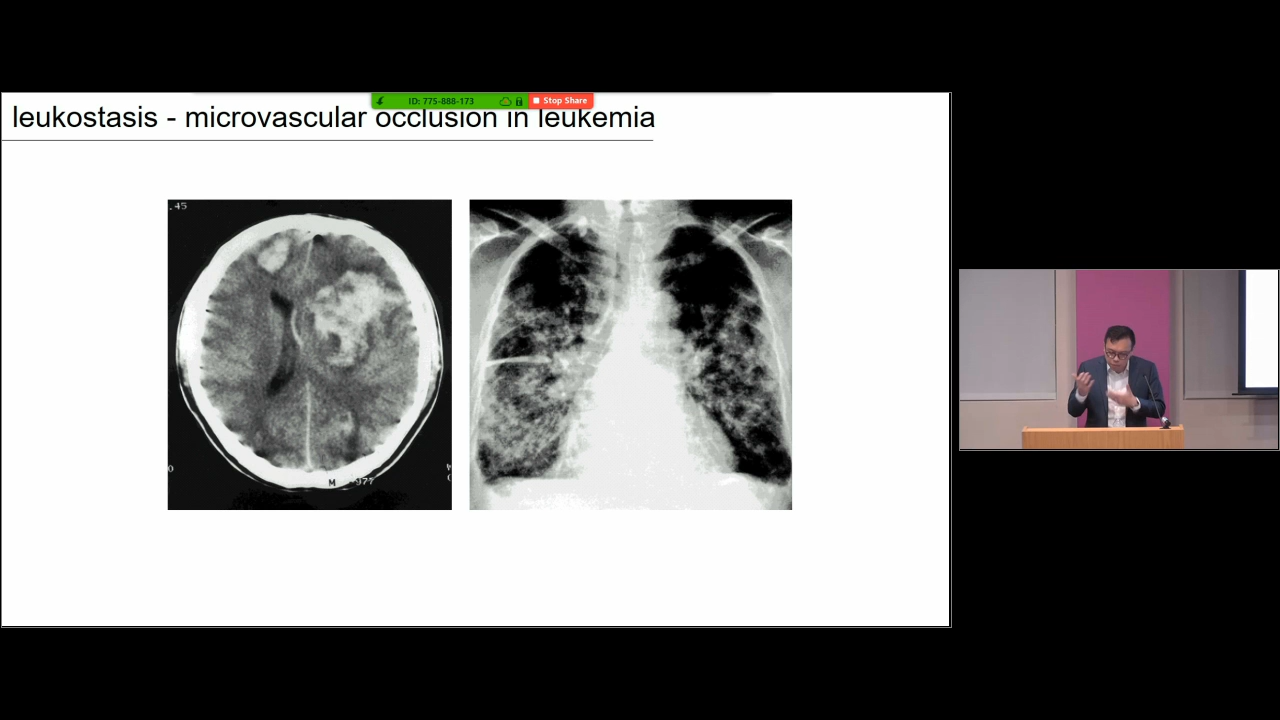 ID: 775-888-173 Stop Share
leukostasis - microvascular occlusion in leukemia
.45
M